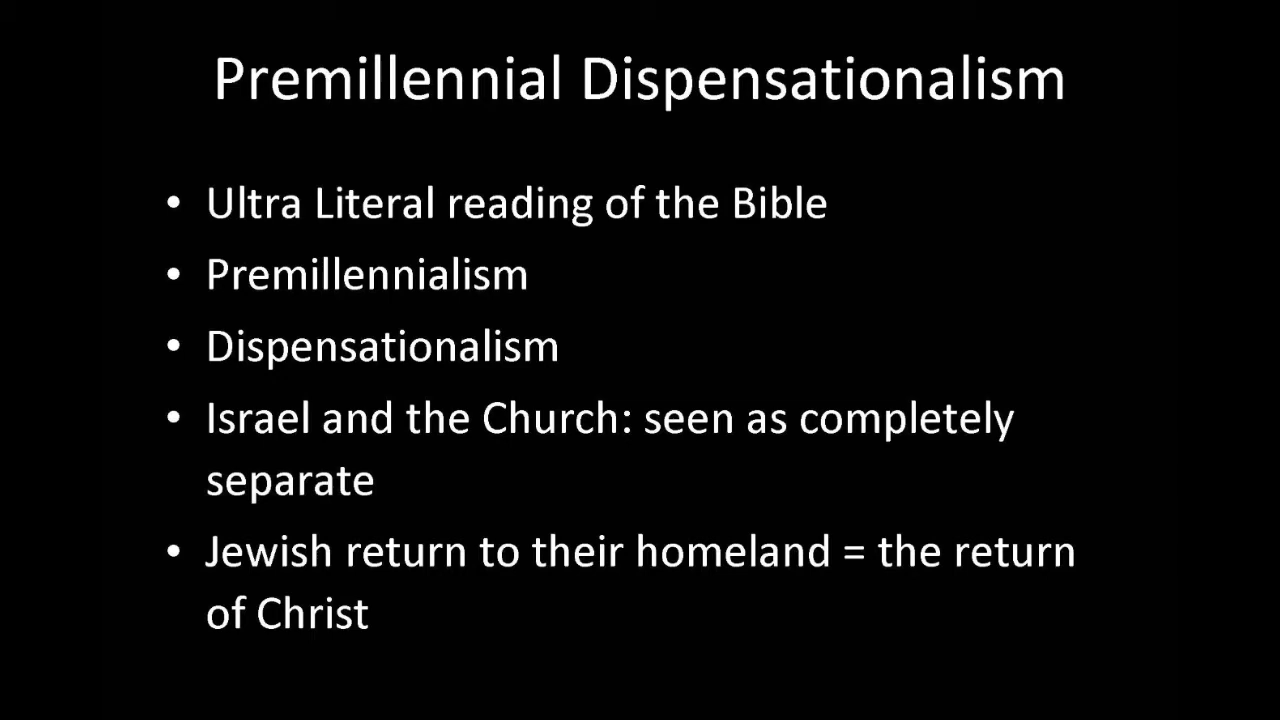 Premillennial Dispensationalism
• Ultra Literal reading of the Bible
• Premillennialism
• Dispensationalism
• Israel and the Church: seen as completely
separate
• Jewish return to their homeland = the return
of Christ